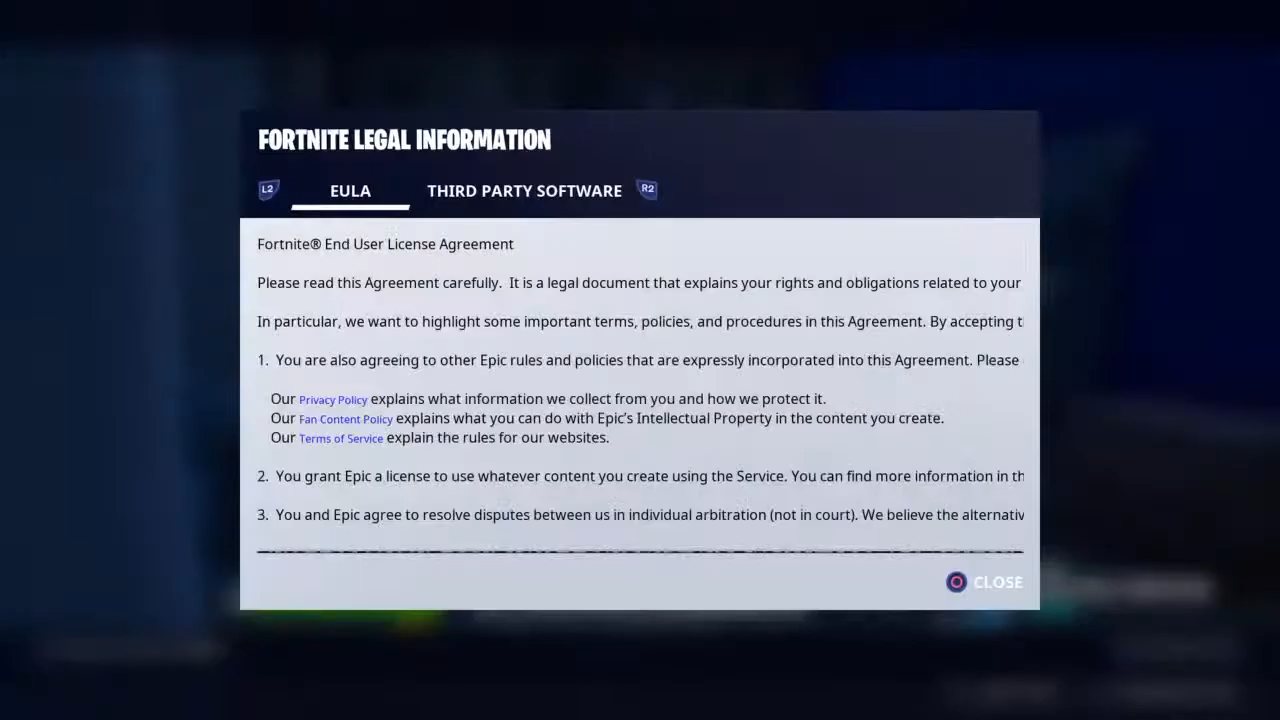 FORTNITE LEGAL INFORMATION
L2 EULA THIRD PARTY SOFTWARE R2
Fortnite® End User License Agreement
Please read this Agreement carefully.  It is a legal document that explains your rights and obligations related to your
In particular, we want to highlight some important terms, policies, and procedures in this Agreement. By accepting
1.  You are also agreeing to other Epic rules and policies that are expressly incorporated into this Agreement. Please
Our Privacy Policy explains what information we collect from you and how we protect it.
Our Fan Content Policy explains what you can do with Epic’s Intellectual Property in the content you create.
Our Terms of Service explain the rules for our websites.
2.  You grant Epic a license to use whatever content you create using the Service. You can find more information in
3.  You and Epic agree to resolve disputes between us in individual arbitration (not in court). We believe the
CLOSE